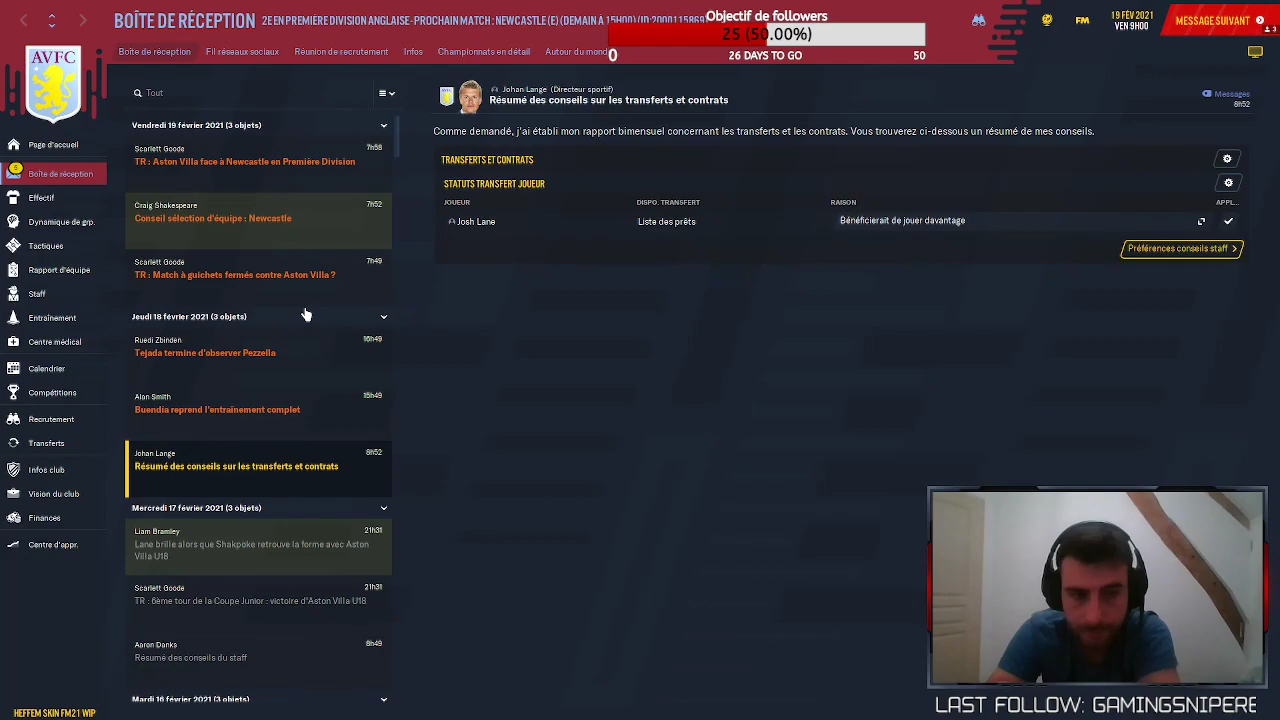 BOÎTE DE RÉCEPTION
2E EN PREMIÈRE DIVISION ANGLAISE-PROCHAIN MATCH : NEWCASTLE (E) (DEMAIN À 15H00) (ID:2000115869)
Objectif de followers
25 (50.00%)
0 26 DAYS TO GO 50
FM
19 FÉV 2021
VEN 9H00
MESSAGE SUIVANT
3
Boîte de réception Fil réseaux sociaux Réunion de recrutement Infos Championnats en détail Autour du mond
AVFC
Page d'accueil
5
Boîte de réception
Effectif
Dynamique de grp.
Tactiques
Rapport d'équipe
Staff
Entraînement
Centre médical
Calendrier
Compétitions
Recrutement
Transferts
Infos club
Vision du club
Finances
Centre d'appr.
HEFFEM SKIN FM21 WIP
Tout
Vendredi 19 février 2021 (3 objets)
Scarlett Goode 7h58
TR : Aston Villa face à Newcastle en Première Division
Craig Shakespeare 7h52
Conseil sélection d'équipe : Newcastle
Scarlett Goode 7h49
TR : Match à guichets fermés contre Aston Villa ?
Jeudi 18 février 2021 (3 objets)
Ruedi Zbinden 16h49
Tejada termine d'observer Pezzella
Alan Smith 15h49
Buendia reprend l'entraînement complet
Johan Lange 8h52
Résumé des conseils sur les transferts et contrats
Mercredi 17 février 2021 (3 objets)
Liam Bramley 21h31
Lane brille alors que Shakpoke retrouve la forme avec Aston
Villa U18
Scarlett Goode 21h31
TR : 6ème tour de la Coupe Junior : victoire d'Aston Villa U18
Aaron Danks 8h49
Résumé des conseils du staff
Mardi 16 février 2021 (3 objets)
Johan Lange (Directeur sportif)
Résumé des conseils sur les transferts et contrats
Messages
8h52
Comme demandé, j'ai établi mon rapport bimensuel concernant les transferts et les contrats. Vous trouverez ci-dessous un résumé de mes conseils.
TRANSFERTS ET CONTRATS
STATUTS TRANSFERT JOUEUR
JOUEUR DISPO. TRANSFERT RAISON APPL...
Josh Lane Liste des prêts Bénéficierait de jouer davantage
Préférences conseils staff
LAST FOLLOW: GAMINGSNIPERE